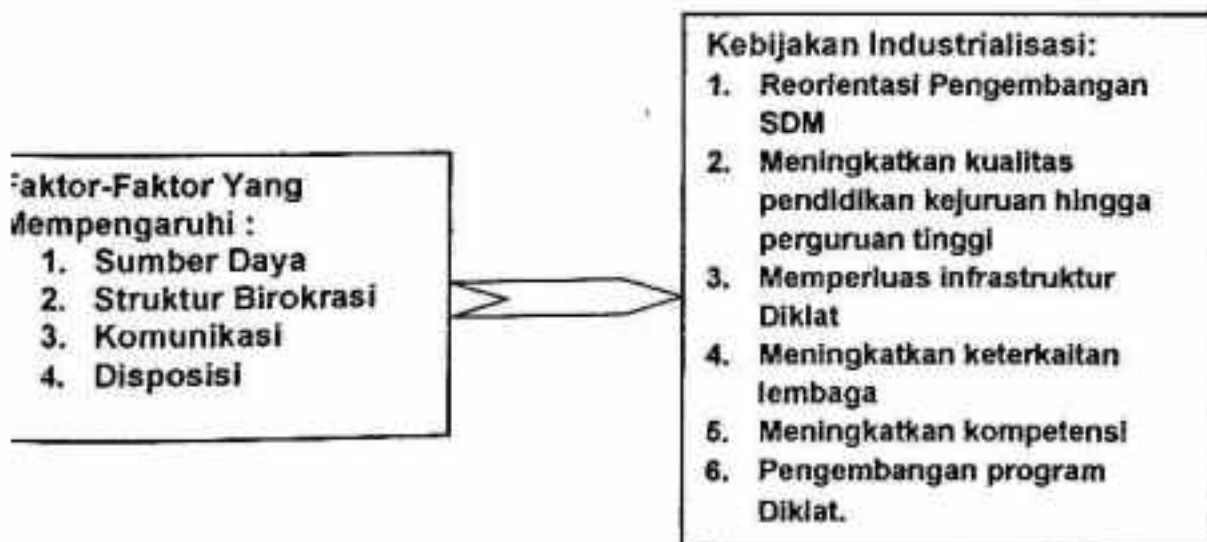 Faktor-Faktor Yang
Mempengaruhi :
1. Sumber Daya
2. Struktur Birokrasi
3. Komunikasi
4. Disposisi
Kebijakan Industrialisasi:
1. Reorientasi Pengembangan
SDM
2. Meningkatkan kualitas
pendidikan kejuruan hingga
perguruan tinggi
3. Memperluas infrastruktur
Diklat
4. Meningkatkan keterkaitan
lembaga
5. Meningkatkan kompetensi
6. Pengembangan program
Diklat.